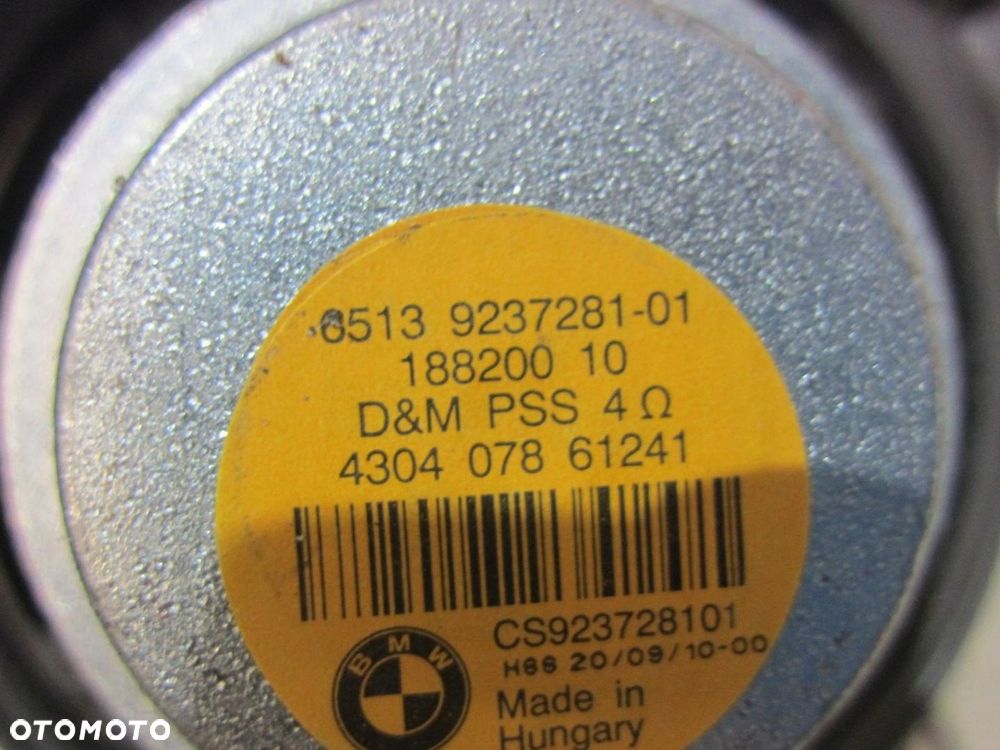 6513 9237281-01
188200 10
D&M PSS 4 Ω
4304 078 61241
CS923728101
H66 20/09/10-00
BMW
Made in
Hungary
OTOMOTO